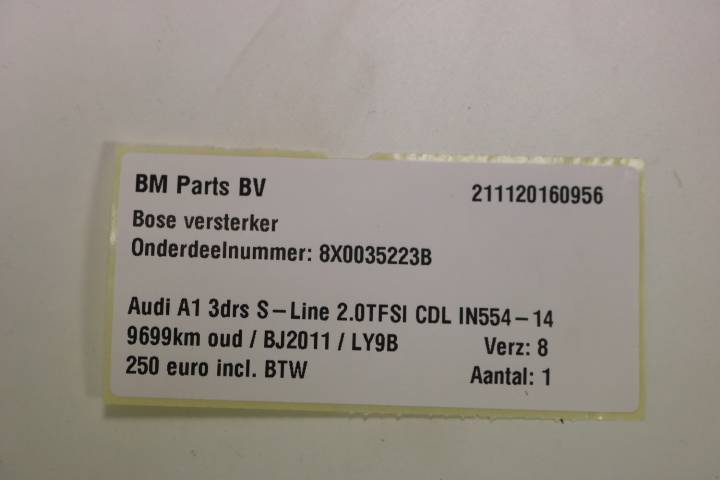 BM Parts BV 211120160956
Bose versterker
Onderdeelnummer: 8X0035223B
Audi A1 3drs S-Line 2.0TFSI CDL IN554-14
9699km oud / BJ2011 / LY9B Verz: 8
250 euro incl. BTW Aantal: 1